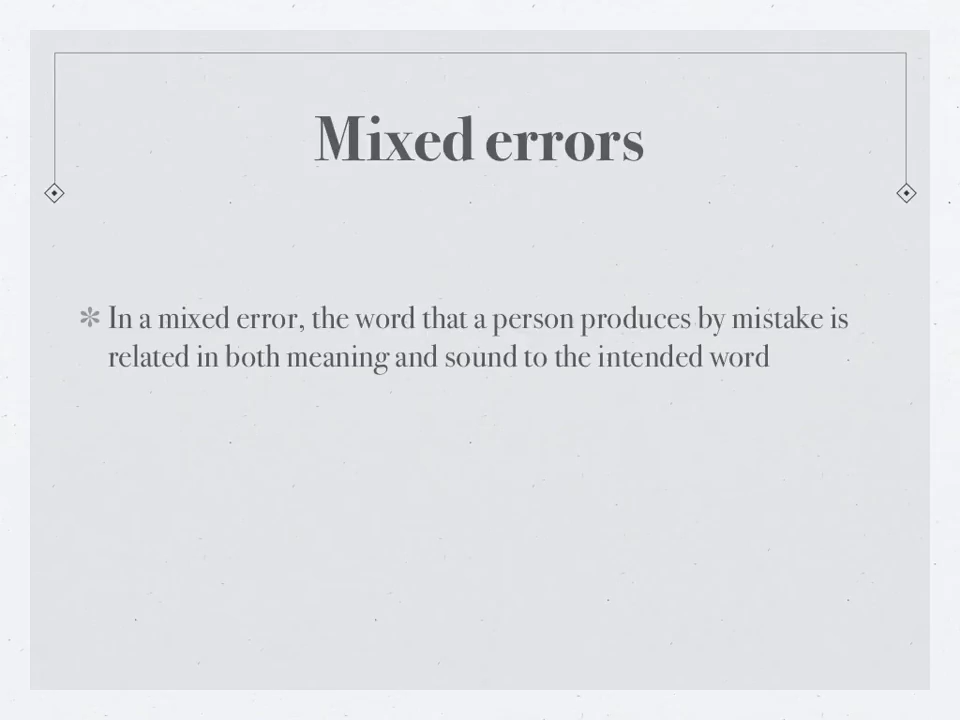 Mixed errors
In a mixed error, the word that a person produces by mistake is
related in both meaning and sound to the intended word